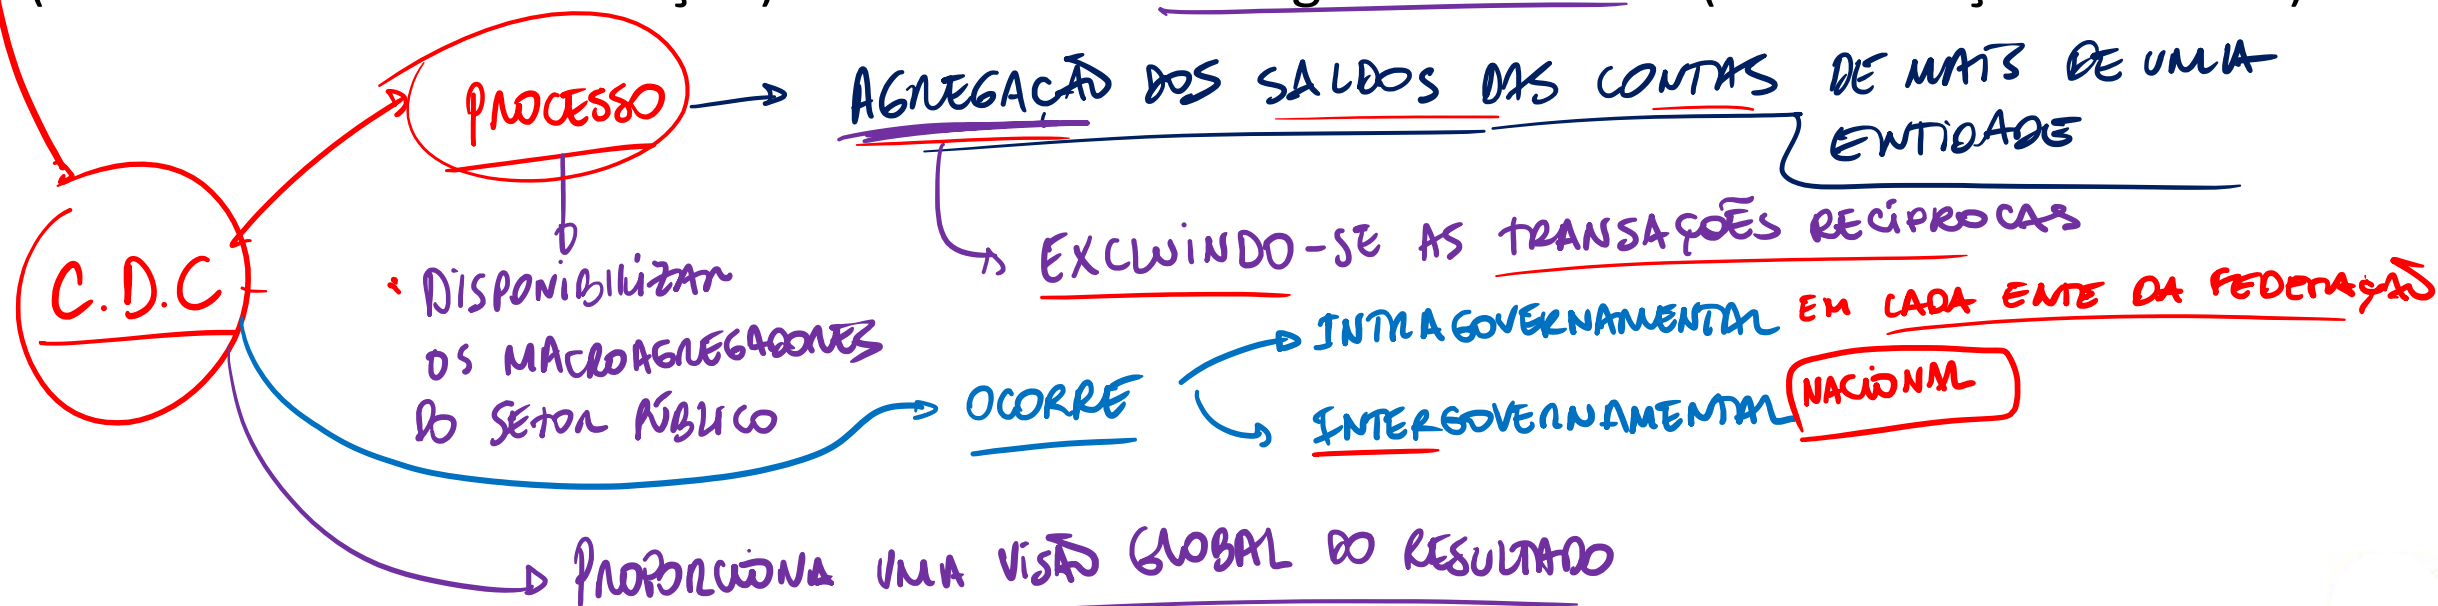 PROCESSO
AGREGAÇÃO DOS SALDOS DAS CONTAS DE MAIS DE UMA
ENTIDADE
EXCLUINDO-SE AS TRANSAÇÕES RECÍPROCAS
C.D.C
• DISPONIBILIZAR
OS MACROAGREGADORES
DO SETOR PÚBLICO
OCORRE
INTRAGOVERNAMENTAL EM CADA ENTE DA FEDERAÇÃO
INTERGOVERNAMENTAL NACIONAL
PROPORCIONA UMA VISÃO GLOBAL DO RESULTADO